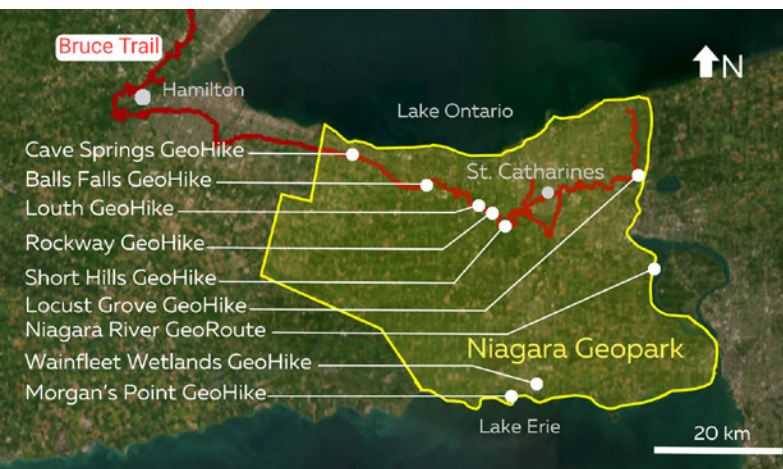 Bruce Trail
N
Hamilton
Lake Ontario
Cave Springs GeoHike
St. Catharines
Balls Falls GeoHike
Louth GeoHike
Rockway GeoHike
Short Hills GeoHike
Locust Grove GeoHike
Niagara River GeoRoute
Niagara Geopark
Wainfleet Wetlands GeoHike
Morgan's Point GeoHike
Lake Erie
20 km